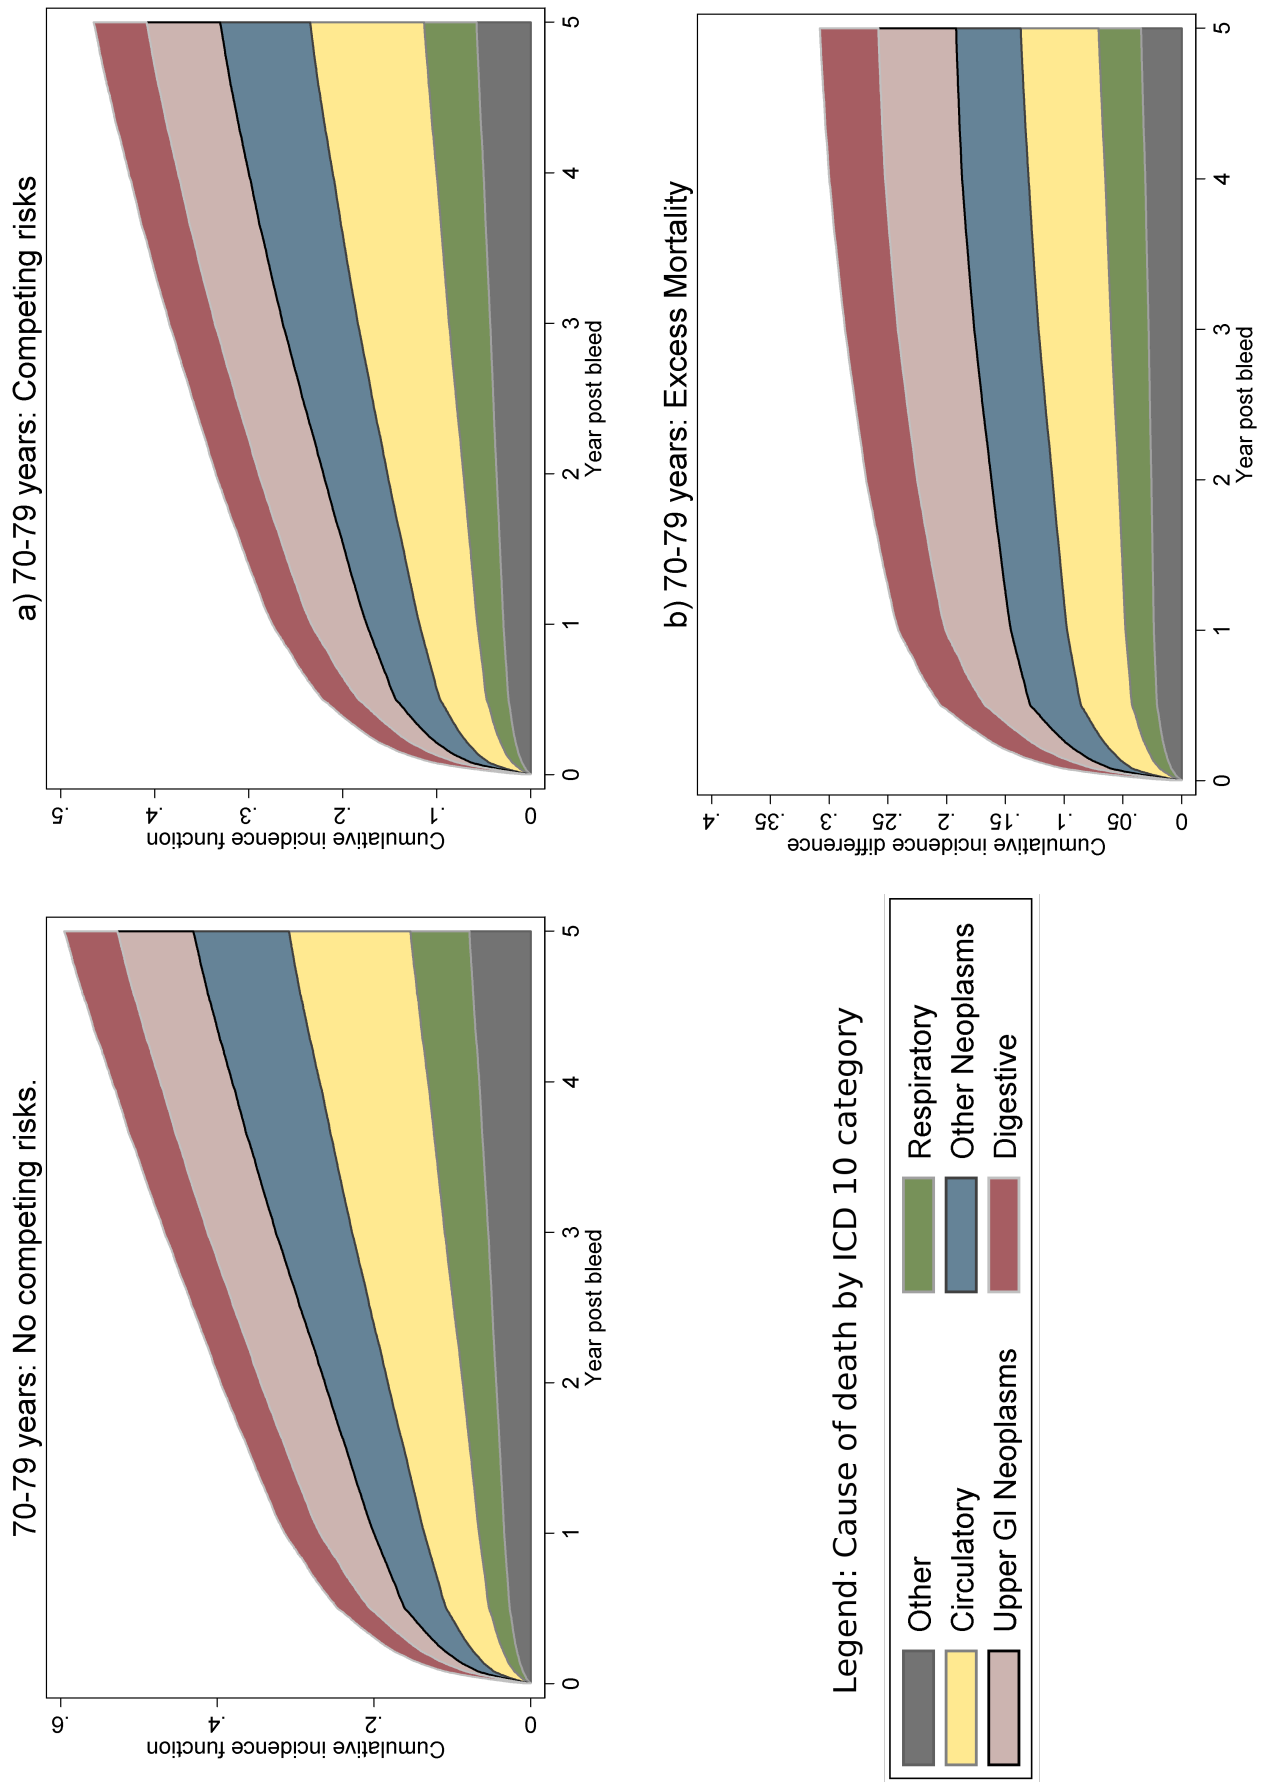 70-79 years: No competing risks.
Cumulative incidence function
.6
.4
.2
0
0 1 2 3 4 5
Year post bleed
a) 70-79 years: Competing risks
Cumulative incidence function
.5
.4
.3
.2
.1
0
0 1 2 3 4 5
Year post bleed
Legend: Cause of death by ICD 10 category
Other Respiratory
Circulatory Other Neoplasms
Upper GI Neoplasms Digestive
b) 70-79 years: Excess Mortality
Cumulative incidence difference
.4
.35
.3
.25
.2
.15
.1
.05
0
0 1 2 3 4 5
Year post bleed